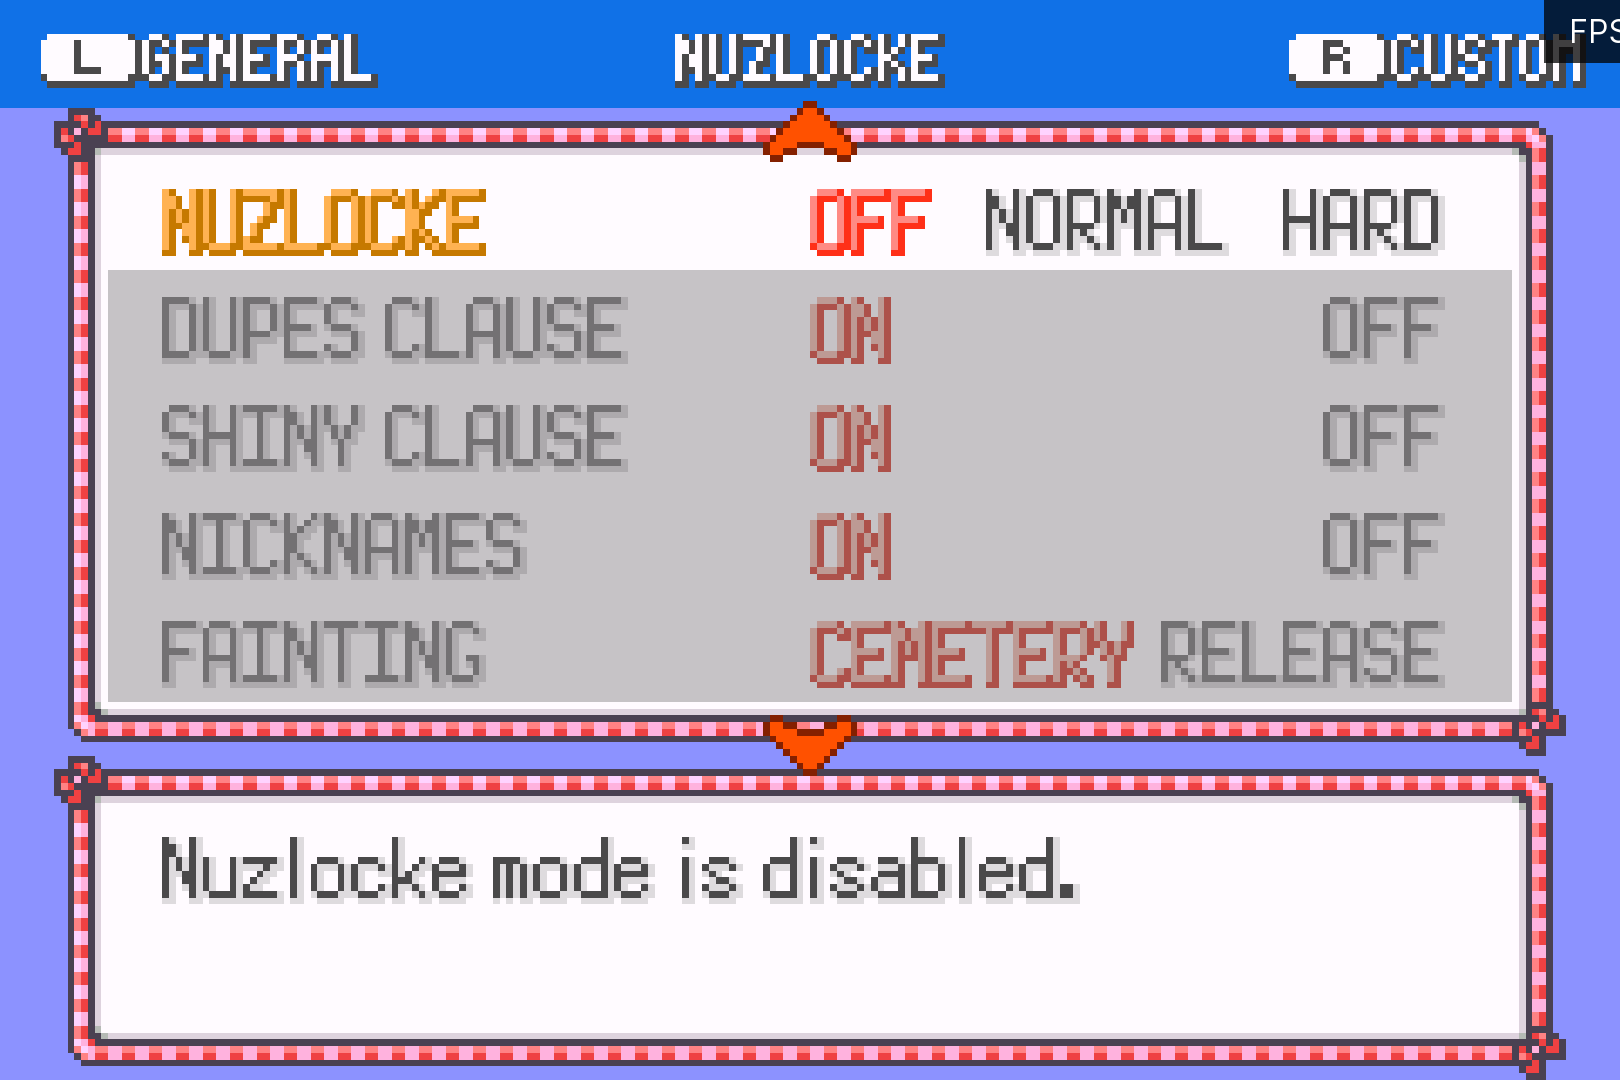 L GENERAL NUZLOCKE R CUSTOM FPS
NUZLOCKE OFF NORMAL HARD
DUPES CLAUSE ON OFF
SHINY CLAUSE ON OFF
NICKNAMES ON OFF
FAINTING CEMETERY RELEASE
Nuzlocke mode is disabled.